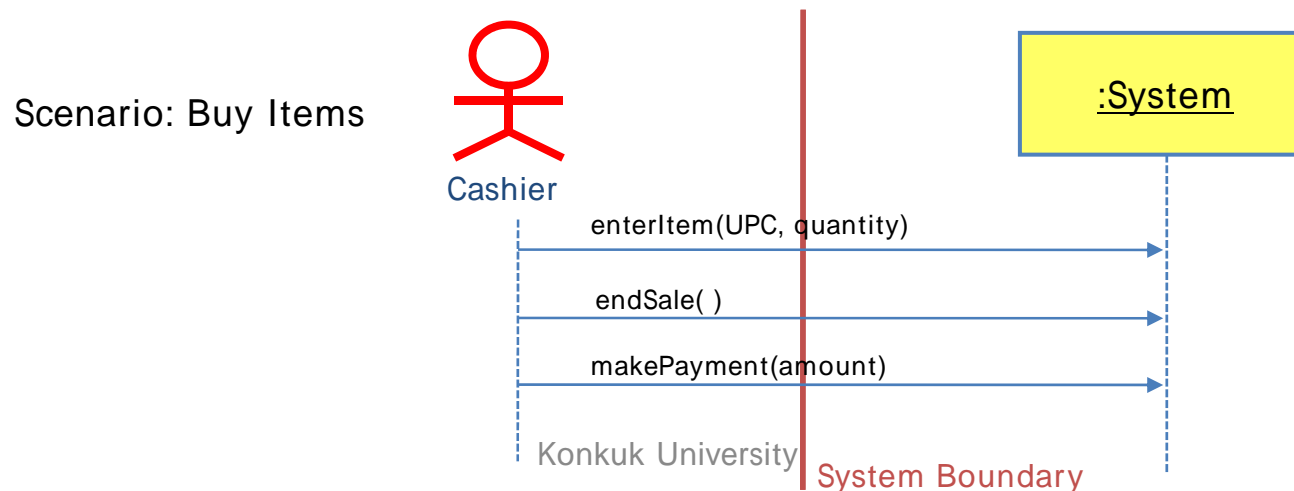 :System
Scenario: Buy Items
Cashier
enterItem(UPC, quantity)
endSale( )
makePayment(amount)
Konkuk University
System Boundary